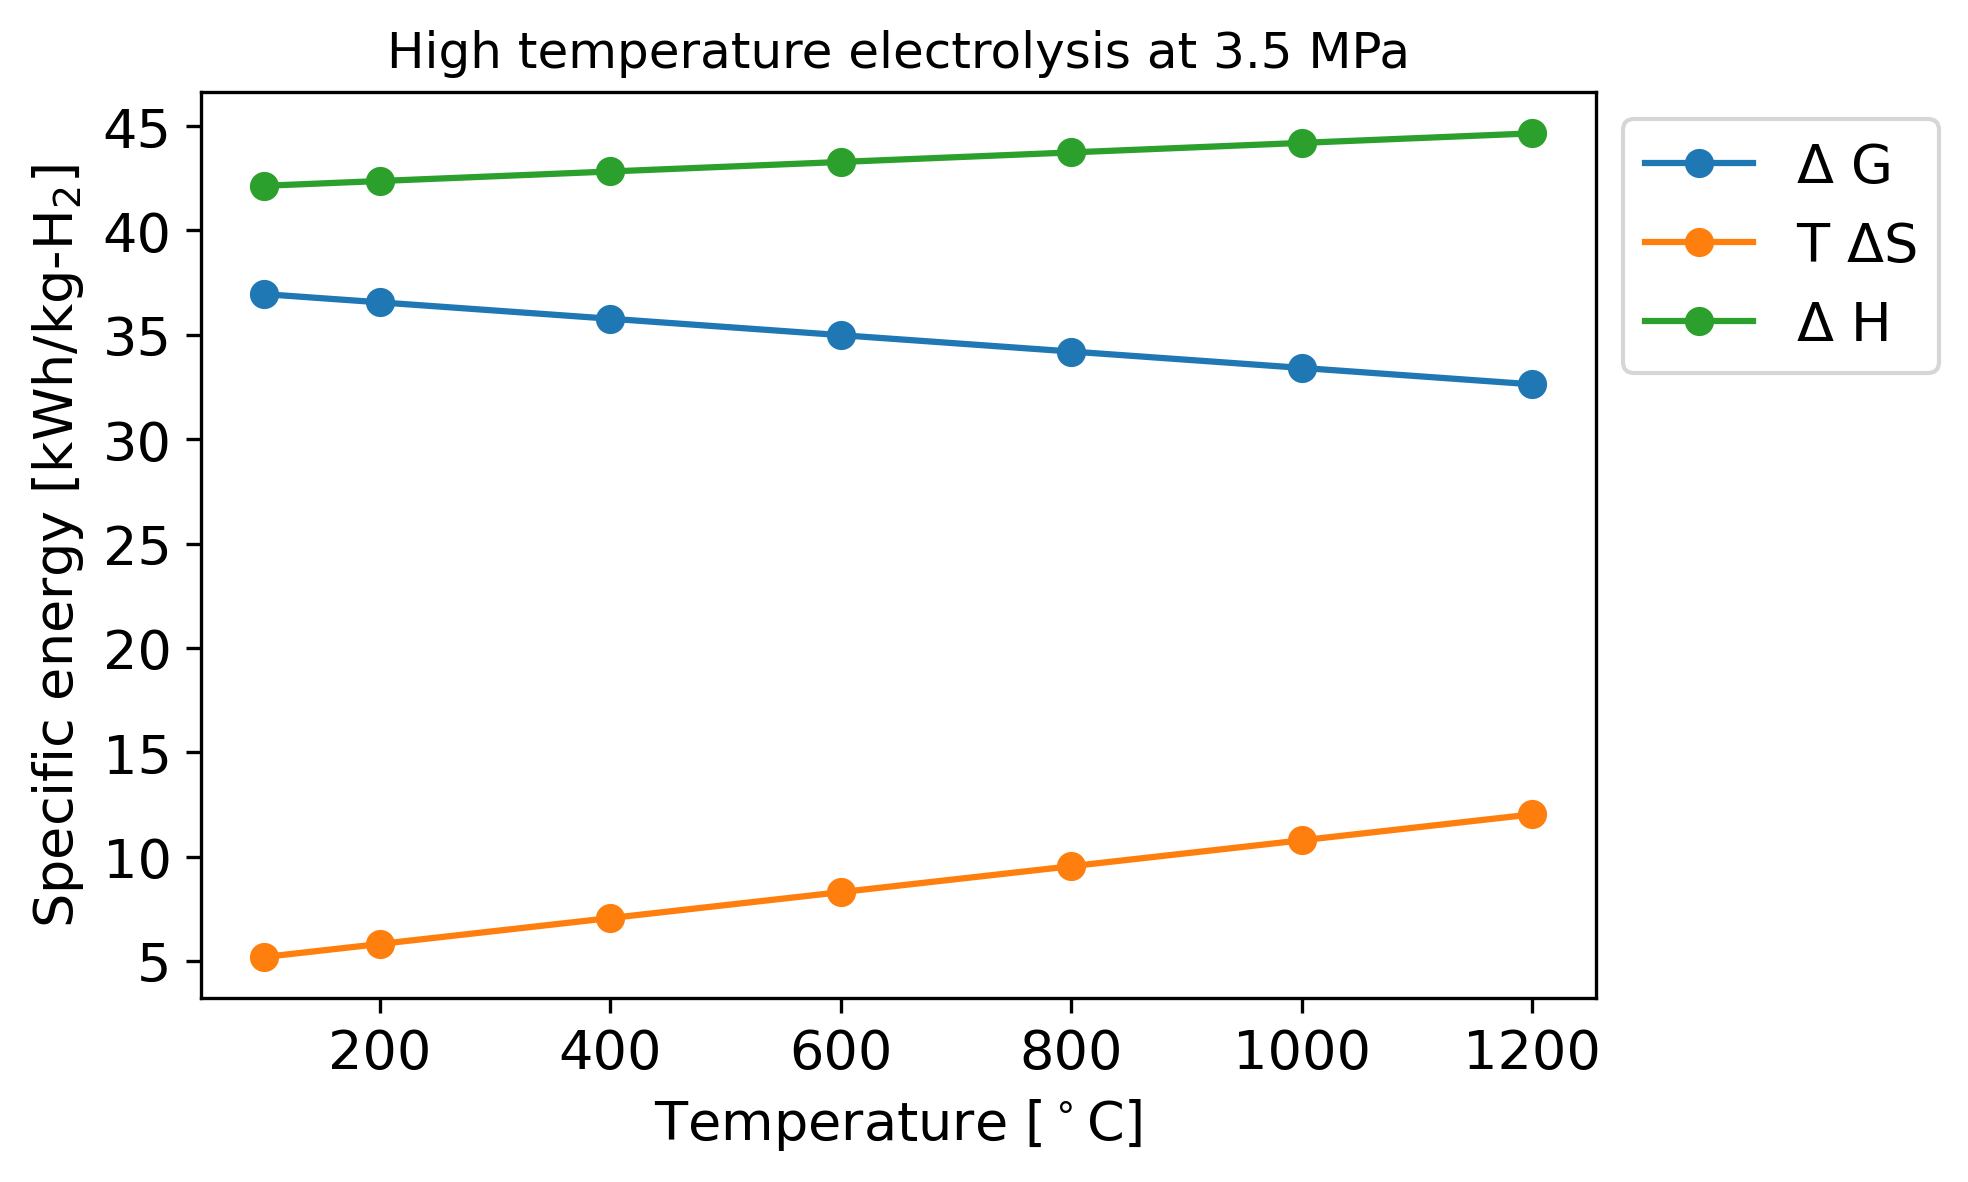 High temperature electrolysis at 3.5 MPa
45
40
35
30
25
20
15
10
5
Specific energy [kWh/kg-H₂]
200 400 600 800 1000 1200
Temperature [°C]
Δ G
T ΔS
Δ H